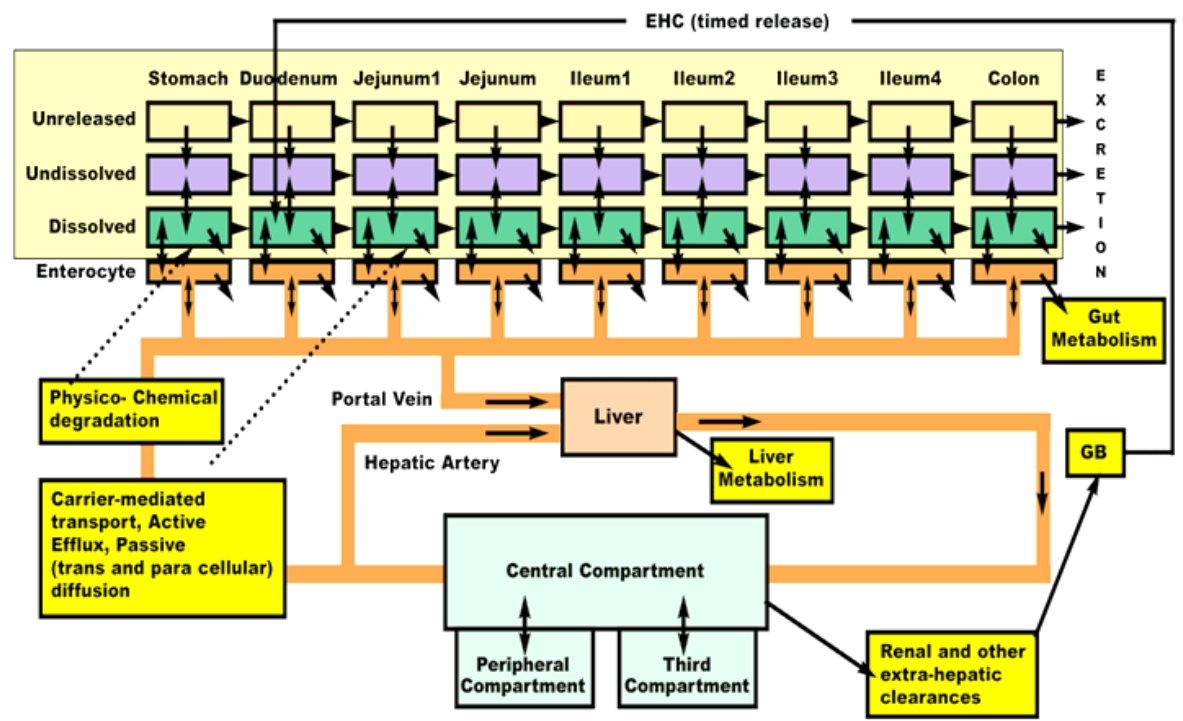 EHC (timed release)
Stomach Duodenum Jejunum1 Jejunum Ileum1 Ileum2 Ileum3 Ileum4 Colon
EXCRETION
Unreleased
Undissolved
Dissolved
Enterocyte
Gut
Metabolism
Physico- Chemical
degradation
Portal Vein
Liver
Hepatic Artery
Liver
Metabolism
GB
Carrier-mediated
transport, Active
Efflux, Passive
(trans and para cellular)
diffusion
Central Compartment
Peripheral
Compartment
Third
Compartment
Renal and other
extra-hepatic
clearances